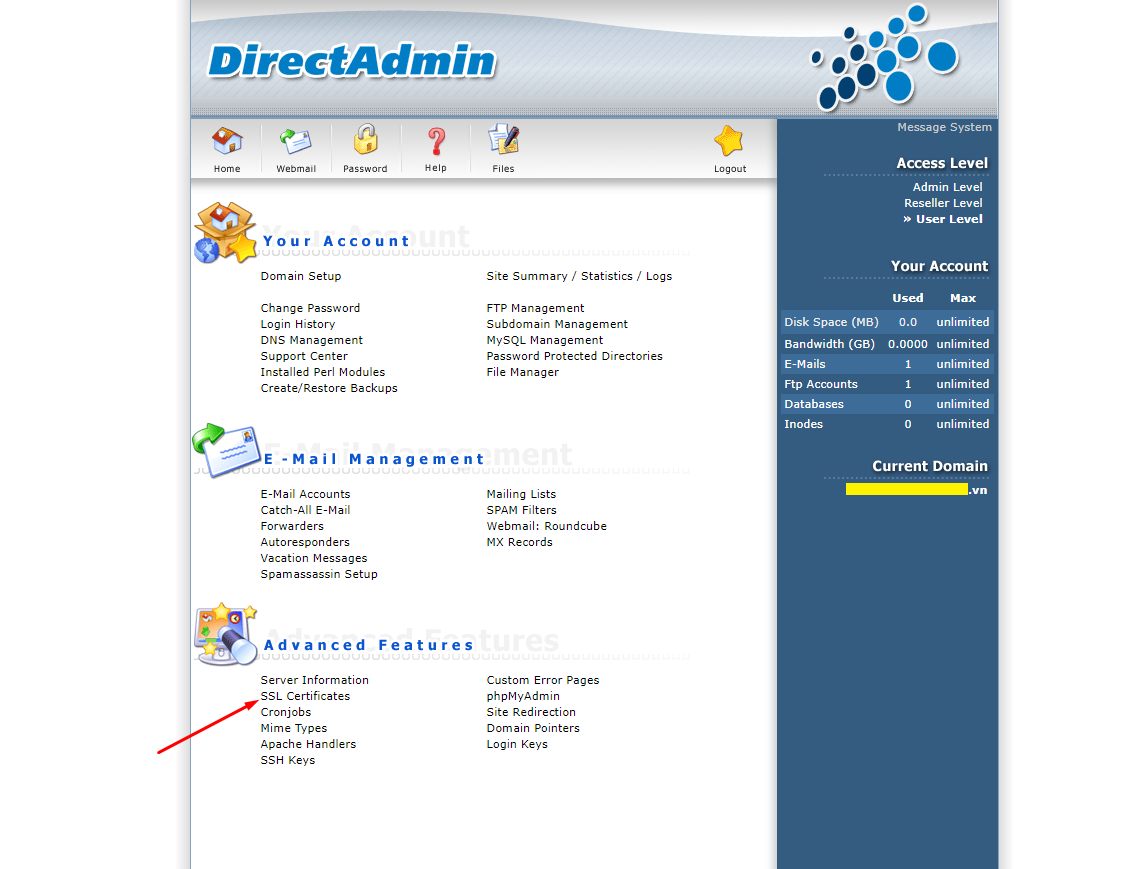 DirectAdmin
Home Webmail Password Help Files Logout
Message System
Access Level
Admin Level
Reseller Level
» User Level
Your Account
Used Max
Disk Space (MB) 0.0 unlimited
Bandwidth (GB) 0.0000 unlimited
E-Mails 1 unlimited
Ftp Accounts 1 unlimited
Databases 0 unlimited
Inodes 0 unlimited
Current Domain
.vn
Your Account
Your Account
Domain Setup
Site Summary / Statistics / Logs
Change Password
Login History
DNS Management
Support Center
Installed Perl Modules
Create/Restore Backups
FTP Management
Subdomain Management
MySQL Management
Password Protected Directories
File Manager
E-Mail Management
E-Mail Management
E-Mail Accounts
Catch-All E-Mail
Forwarders
Autoresponders
Vacation Messages
Spamassassin Setup
Mailing Lists
SPAM Filters
Webmail: Roundcube
MX Records
Advanced Features
Advanced Features
Server Information
SSL Certificates
Cronjobs
Mime Types
Apache Handlers
SSH Keys
Custom Error Pages
phpMyAdmin
Site Redirection
Domain Pointers
Login Keys